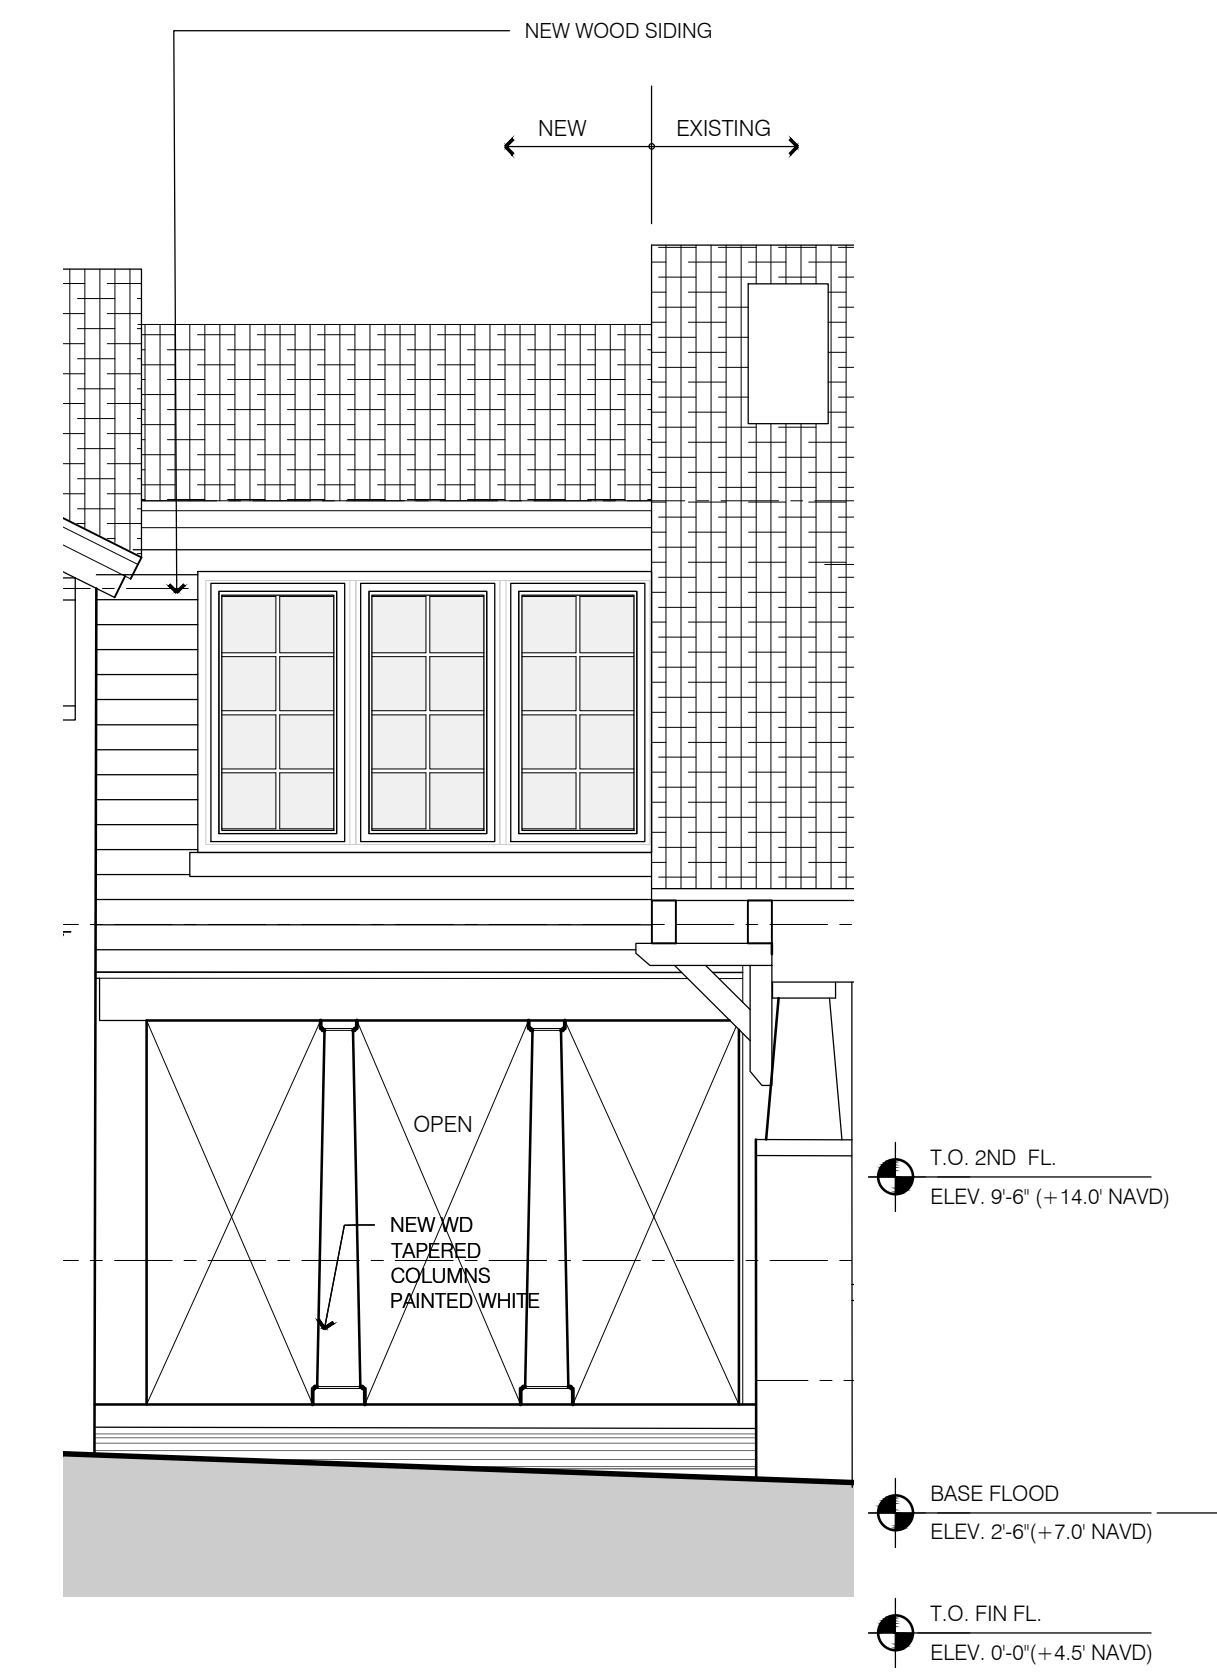 NEW WOOD SIDING
NEW
EXISTING
OPEN
NEW WD
TAPERED
COLUMNS
PAINTED WHITE
T.O. 2ND FL.
ELEV. 9'-6" (+14.0' NAVD)
BASE FLOOD
ELEV. 2'-6"(+7.0' NAVD)
T.O. FIN FL.
ELEV. 0'-0"(+4.5' NAVD)